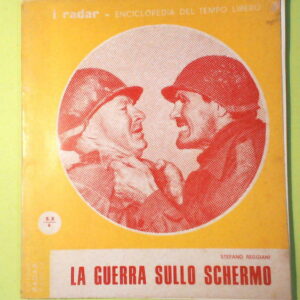 i radar - ENCICLOPEDIA DEL TEMPO LIBERO
STEFANO REGGIANI
LA GUERRA SULLO SCHERMO